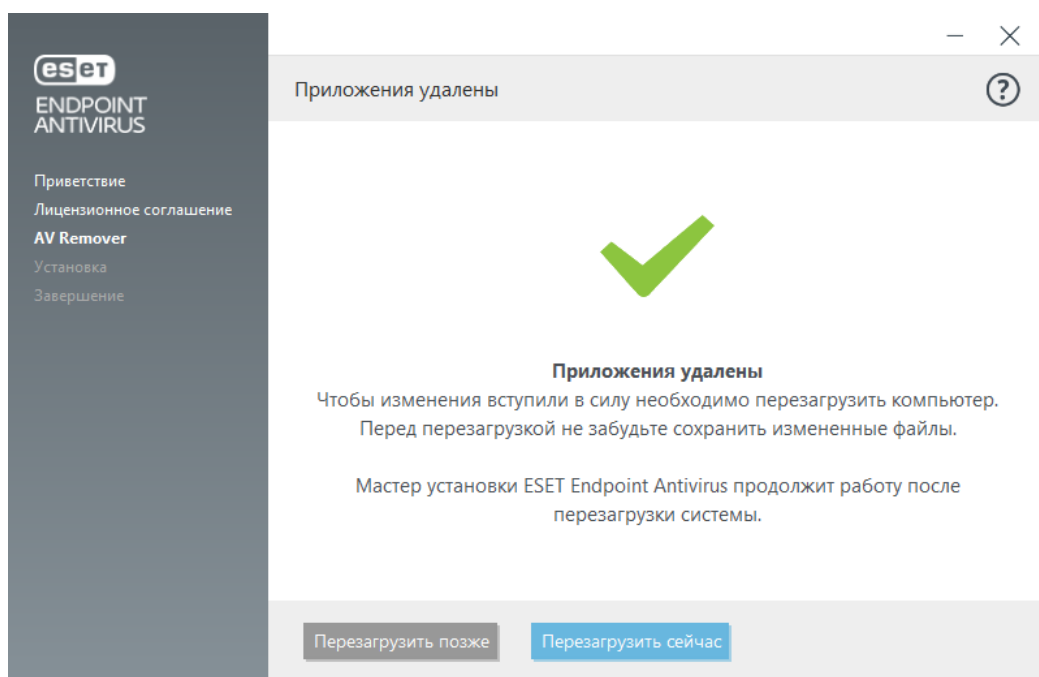 eset
ENDPOINT
ANTIVIRUS
Приветствие
Лицензионное соглашение
AV Remover
Установка
Завершение
Приложения удалены
?
Приложения удалены
Чтобы изменения вступили в силу необходимо перезагрузить компьютер.
Перед перезагрузкой не забудьте сохранить измененные файлы.
Мастер установки ESET Endpoint Antivirus продолжит работу после
перезагрузки системы.
Перезагрузить позже
Перезагрузить сейчас